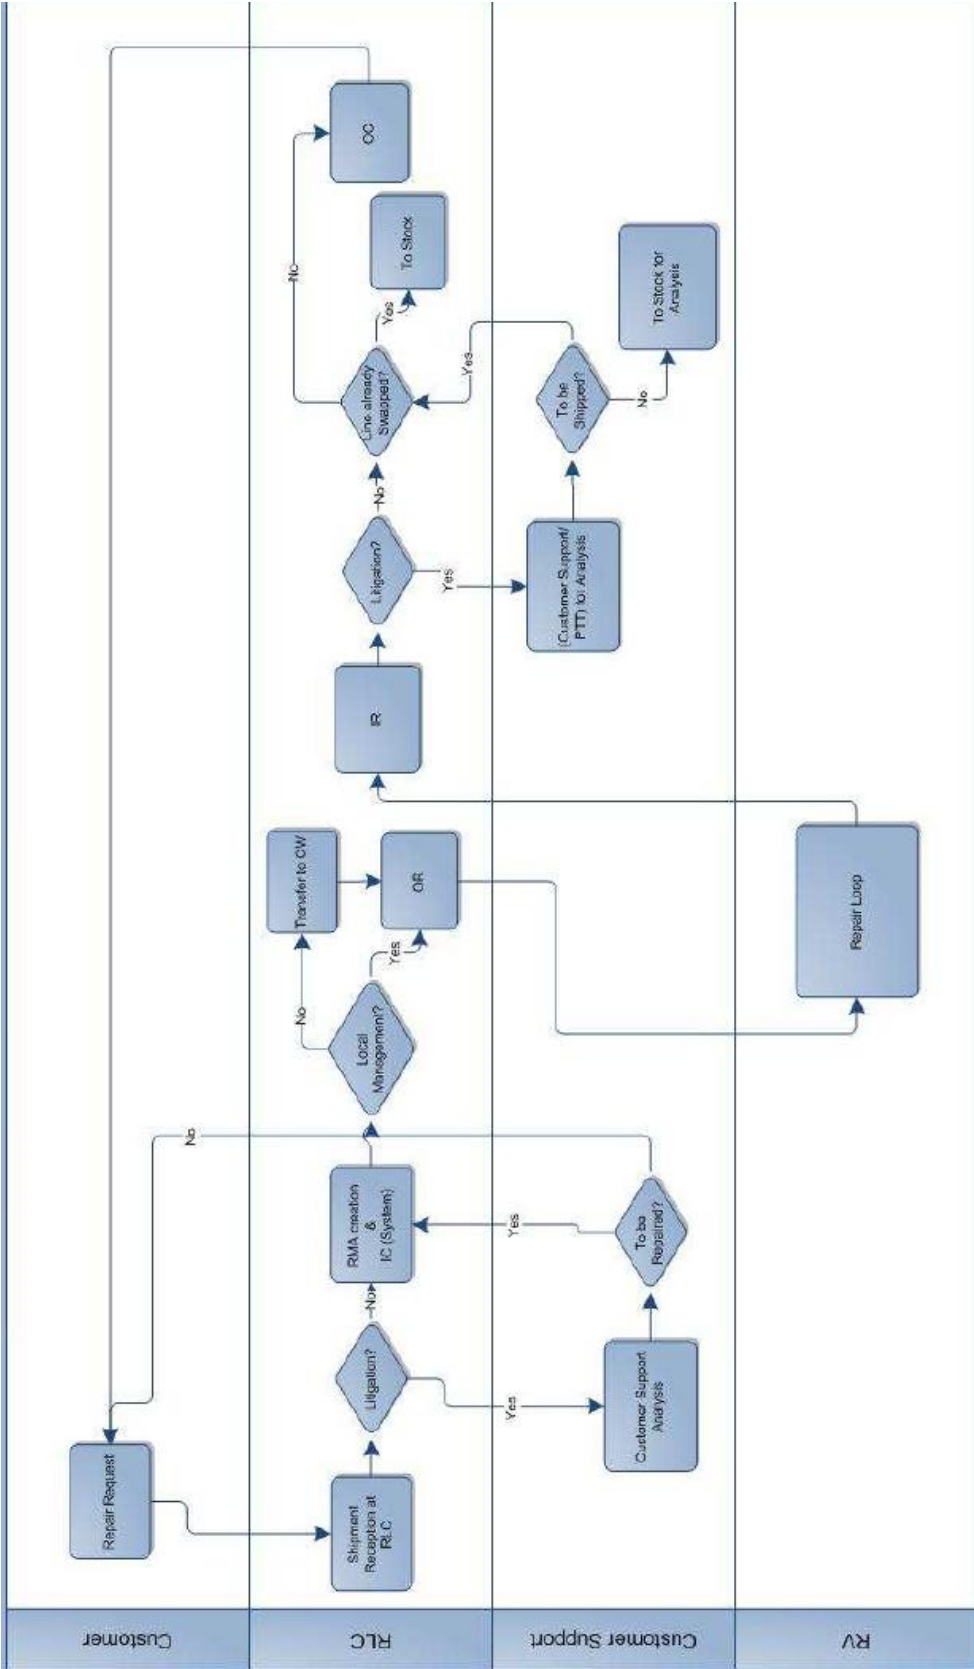 Customer
Repair Request
No
RLC
Shipment
Reception at
RLC
Litigation?
No
Yes
RMA creation
&
IC (System)
Local
Management?
No
Yes
Transfer to CW
OR
IR
Litigation?
No
Yes
Line already
Swapped?
No
Yes
To Stock
OC
Customer Support
Customer Support
Analysis
To be
Repaired?
Yes
(Customer Support/
PTT) for Analysis
To be
Shipped?
Yes
No
To Stock for
Analysis
RV
Repair Loop